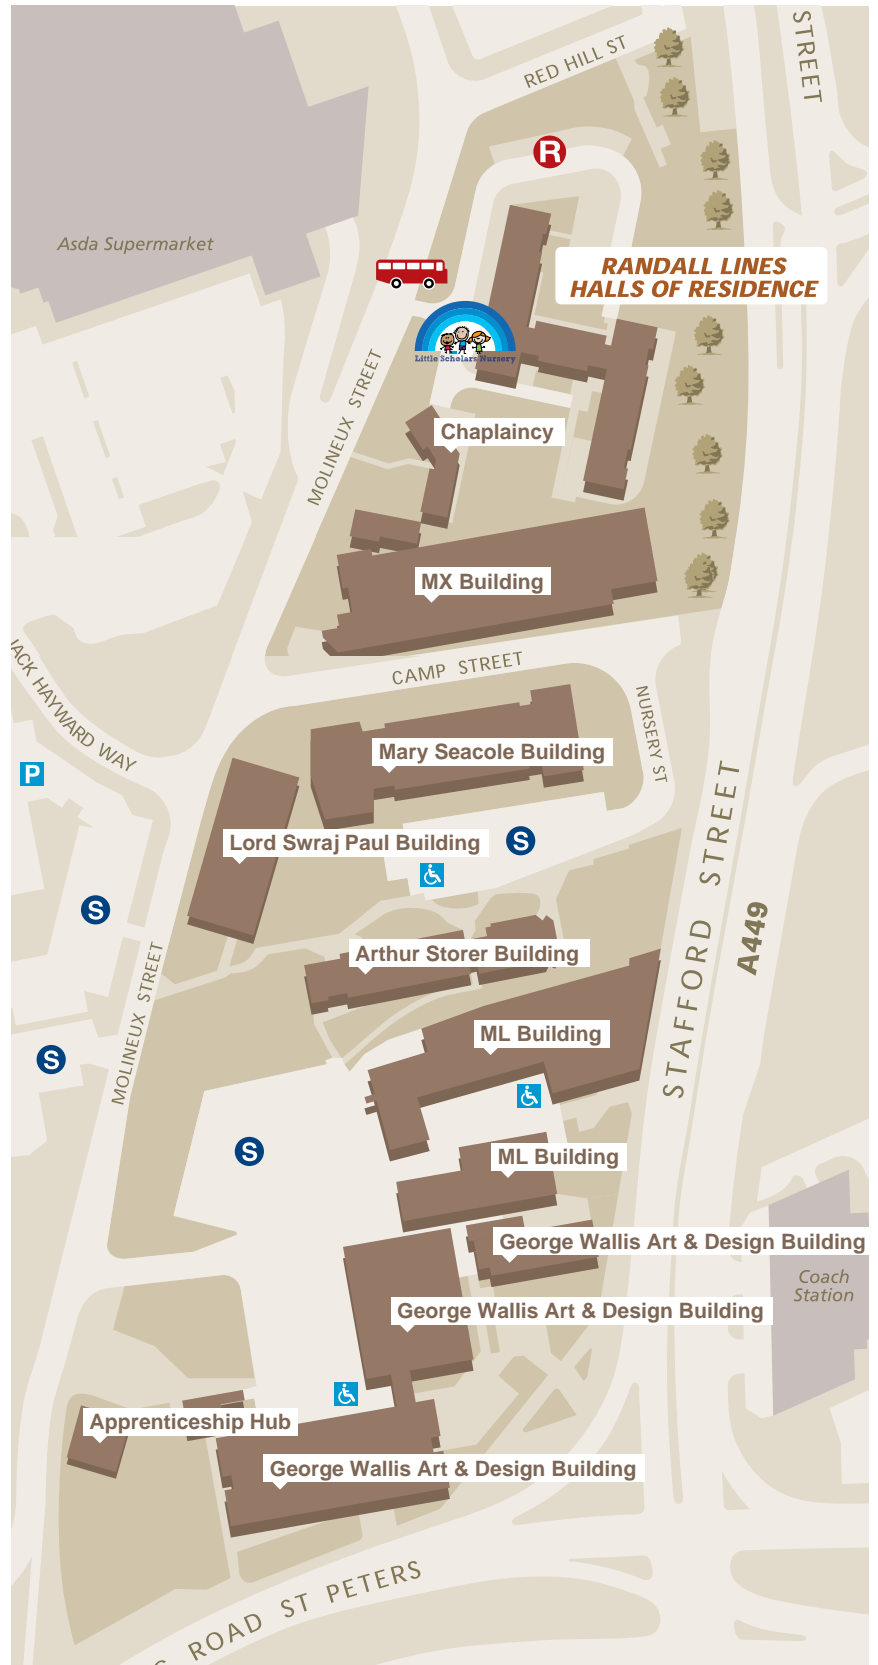 STREET
RED HILL ST
R
Asda Supermarket
RANDALL LINES
HALLS OF RESIDENCE
Little Scholars Nursery
MOLINEUX STREET
Chaplaincy
MX Building
CAMP STREET
JACK HAYWARD WAY
NURSERY ST
Mary Seacole Building
P
Lord Swraj Paul Building
S
STAFFORD STREET
A449
S
Arthur Storer Building
MOLINEUX STREET
ML Building
S
S
ML Building
George Wallis Art & Design Building
Coach
Station
George Wallis Art & Design Building
Apprenticeship Hub
George Wallis Art & Design Building
ROAD ST PETERS